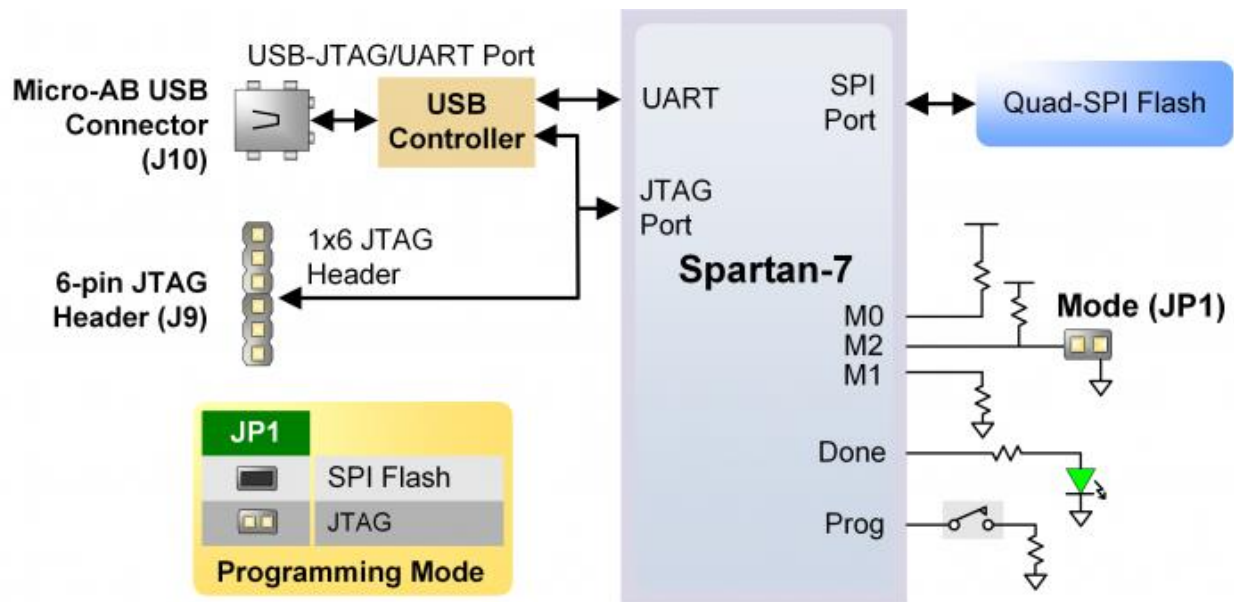 USB-JTAG/UART Port
Micro-AB USB
Connector
(J10)
USB
Controller
UART
SPI
Port
Quad-SPI Flash
JTAG
Port
1x6 JTAG
Header
6-pin JTAG
Header (J9)
Spartan-7
M0
M2
M1
Mode (JP1)
Done
Prog
JP1
SPI Flash
JTAG
Programming Mode